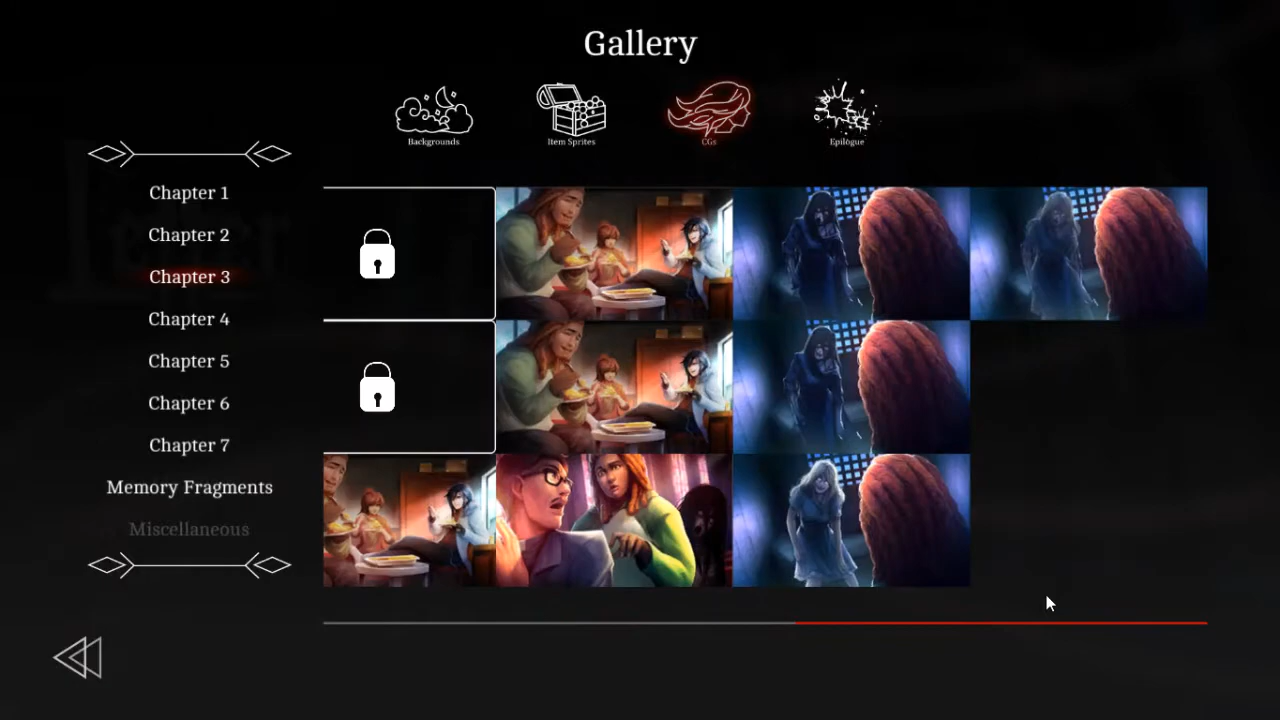 Gallery
Backgrounds
Item Sprites
CGs
Epilogue
Chapter 1
Chapter 2
Chapter 3
Chapter 4
Chapter 5
Chapter 6
Chapter 7
Memory Fragments
Miscellaneous